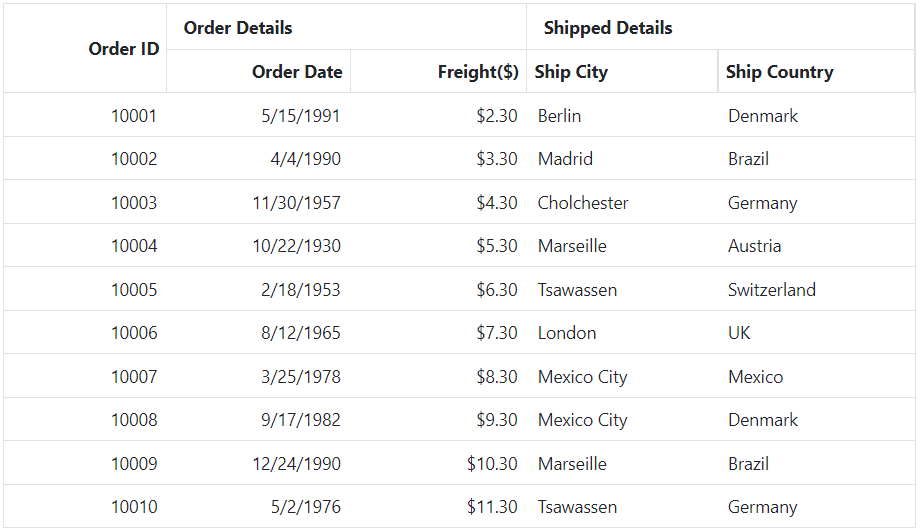 Order Details Shipped Details
Order ID
Order Date Freight($) Ship City Ship Country
10001 5/15/1991 $2.30 Berlin Denmark
10002 4/4/1990 $3.30 Madrid Brazil
10003 11/30/1957 $4.30 Cholchester Germany
10004 10/22/1930 $5.30 Marseille Austria
10005 2/18/1953 $6.30 Tsawassen Switzerland
10006 8/12/1965 $7.30 London UK
10007 3/25/1978 $8.30 Mexico City Mexico
10008 9/17/1982 $9.30 Mexico City Denmark
10009 12/24/1990 $10.30 Marseille Brazil
10010 5/2/1976 $11.30 Tsawassen Germany